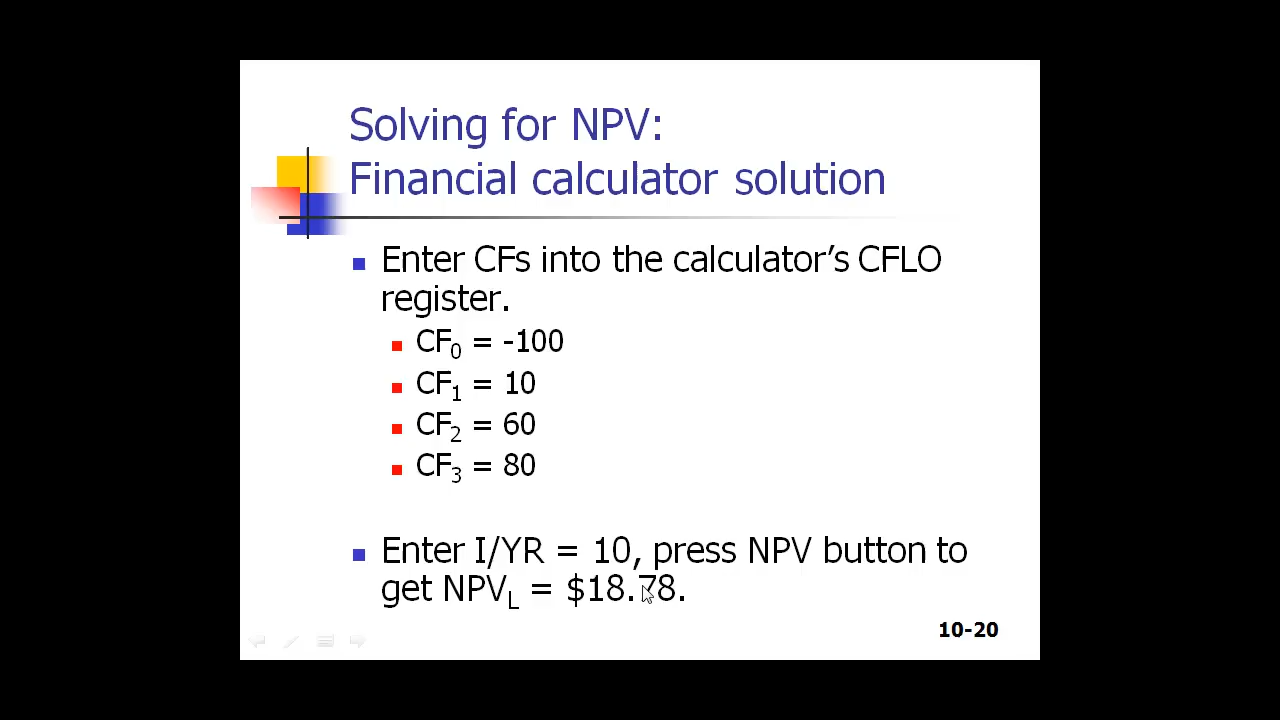 Solving for NPV:
Financial calculator solution
Enter CFs into the calculator’s CFLO
register.
CF₀ = -100
CF₁ = 10
CF₂ = 60
CF₃ = 80
Enter I/YR = 10, press NPV button to
get NPV_L = $18.78.
10-20